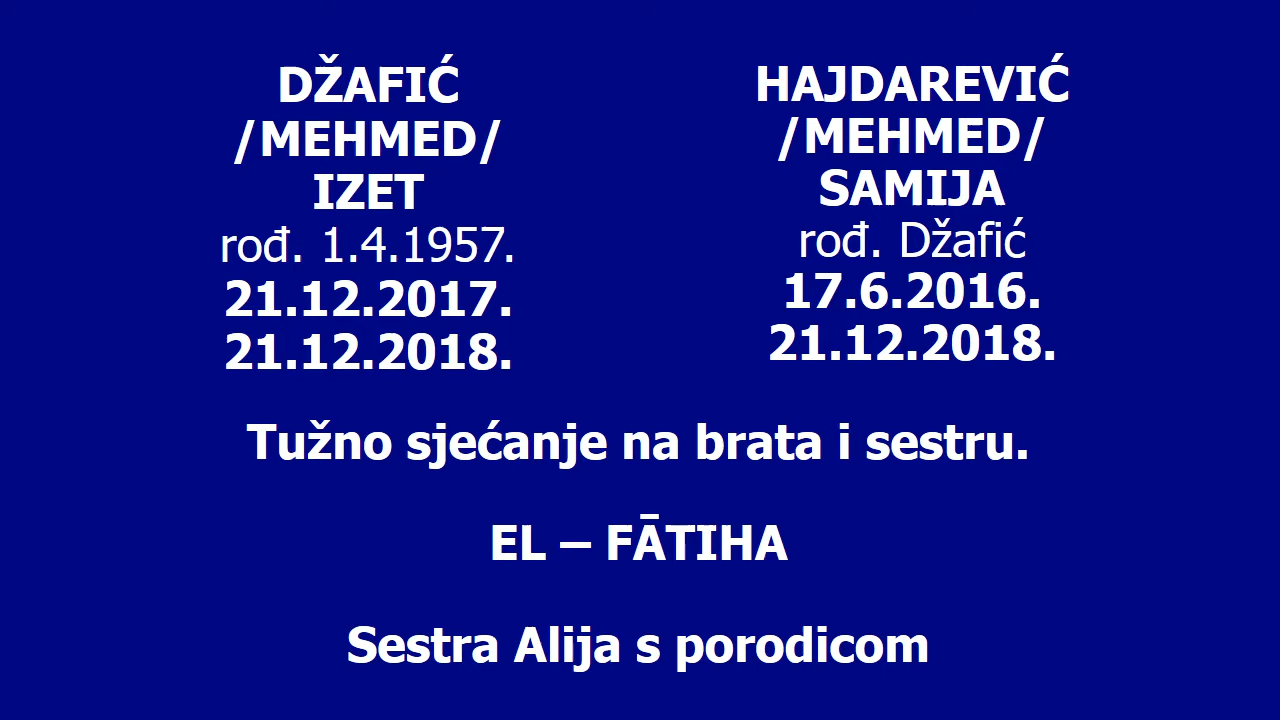 DŽAFIĆ
/MEHMED/
IZET
rođ. 1.4.1957.
21.12.2017.
21.12.2018.
HAJDAREVIĆ
/MEHMED/
SAMIJA
rođ. Džafić
17.6.2016.
21.12.2018.
Tužno sjećanje na brata i sestru.
EL – FĀTIHA
Sestra Alija s porodicom